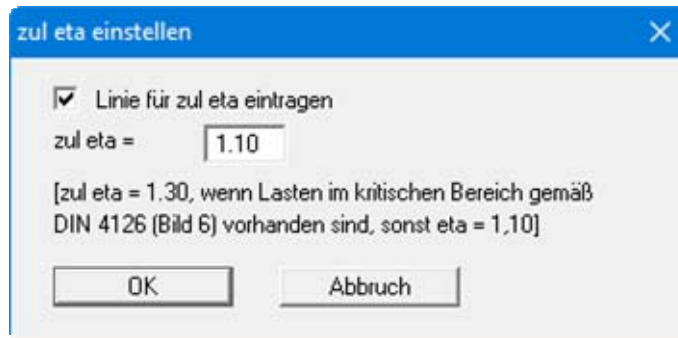 zul eta einstellen
Linie für zul eta eintragen
zul eta = 1.10
[zul eta = 1.30, wenn Lasten im kritischen Bereich gemäß
DIN 4126 (Bild 6) vorhanden sind, sonst eta = 1,10]
OK Abbruch